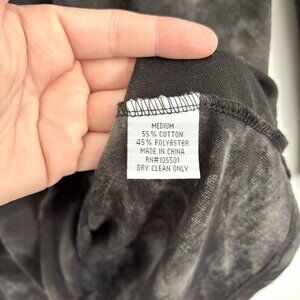 MEDIUM
55% COTTON
45% POLYESTER
MADE IN CHINA
RN#105501
DRY CLEAN ONLY